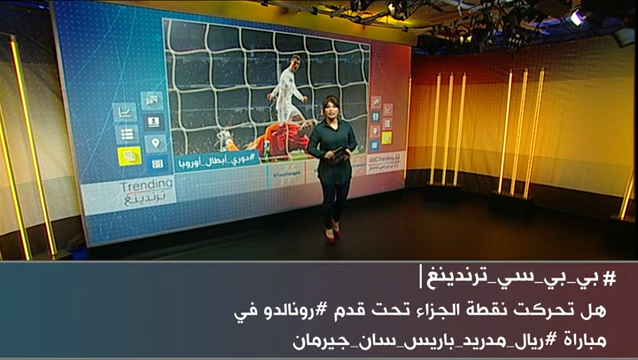 #دوري_أبطال_أوروبا
Trending
ترندينغ
#BBCTrending
#بي_بي_سي_ترندينغ
هل تحركت نقطة الجزاء تحت قدم #رونالدو في
مباراة #ريال_مدريد_باريس_سان_جيرمان